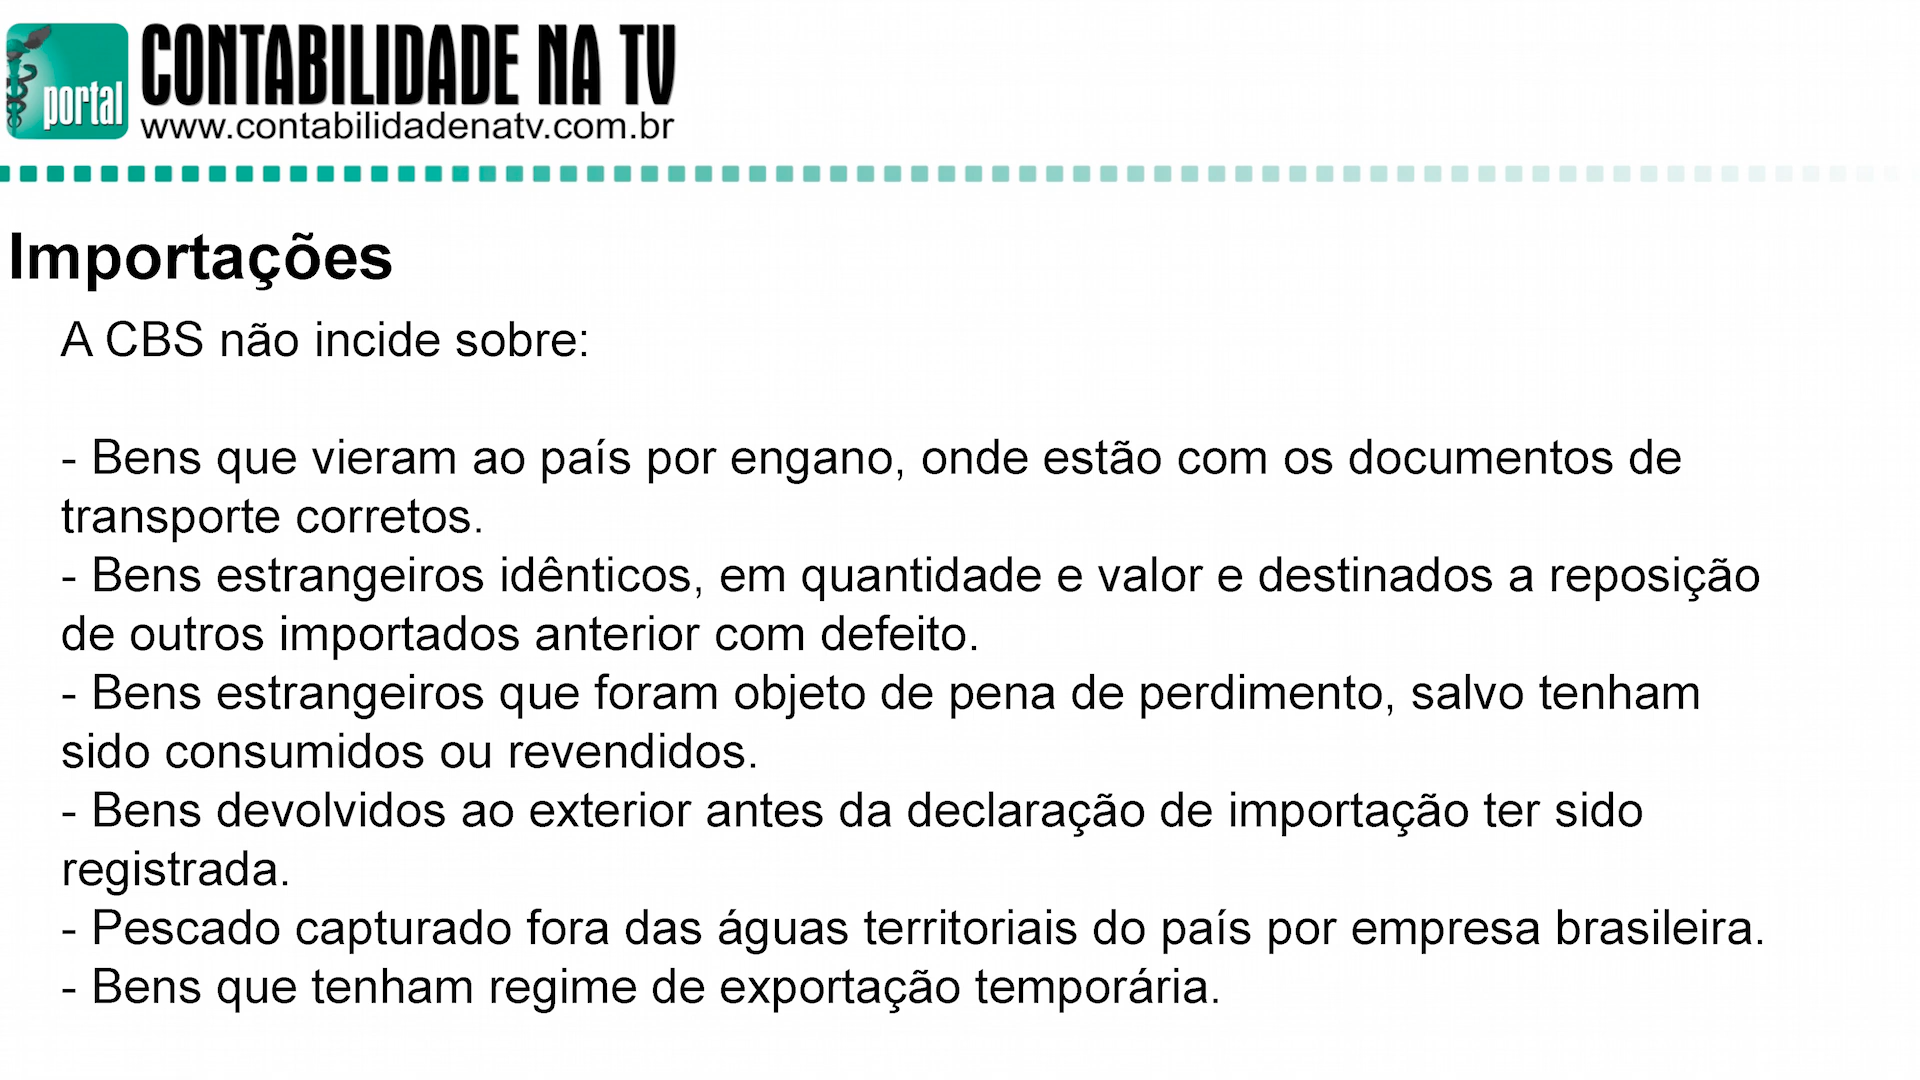 portal
CONTABILIDADE NA TV
www.contabilidadenatv.com.br
Importações
A CBS não incide sobre:
- Bens que vieram ao país por engano, onde estão com os documentos de
transporte corretos.
- Bens estrangeiros idênticos, em quantidade e valor e destinados a reposição
de outros importados anterior com defeito.
- Bens estrangeiros que foram objeto de pena de perdimento, salvo tenham
sido consumidos ou revendidos.
- Bens devolvidos ao exterior antes da declaração de importação ter sido
registrada.
- Pescado capturado fora das águas territoriais do país por empresa brasileira.
- Bens que tenham regime de exportação temporária.